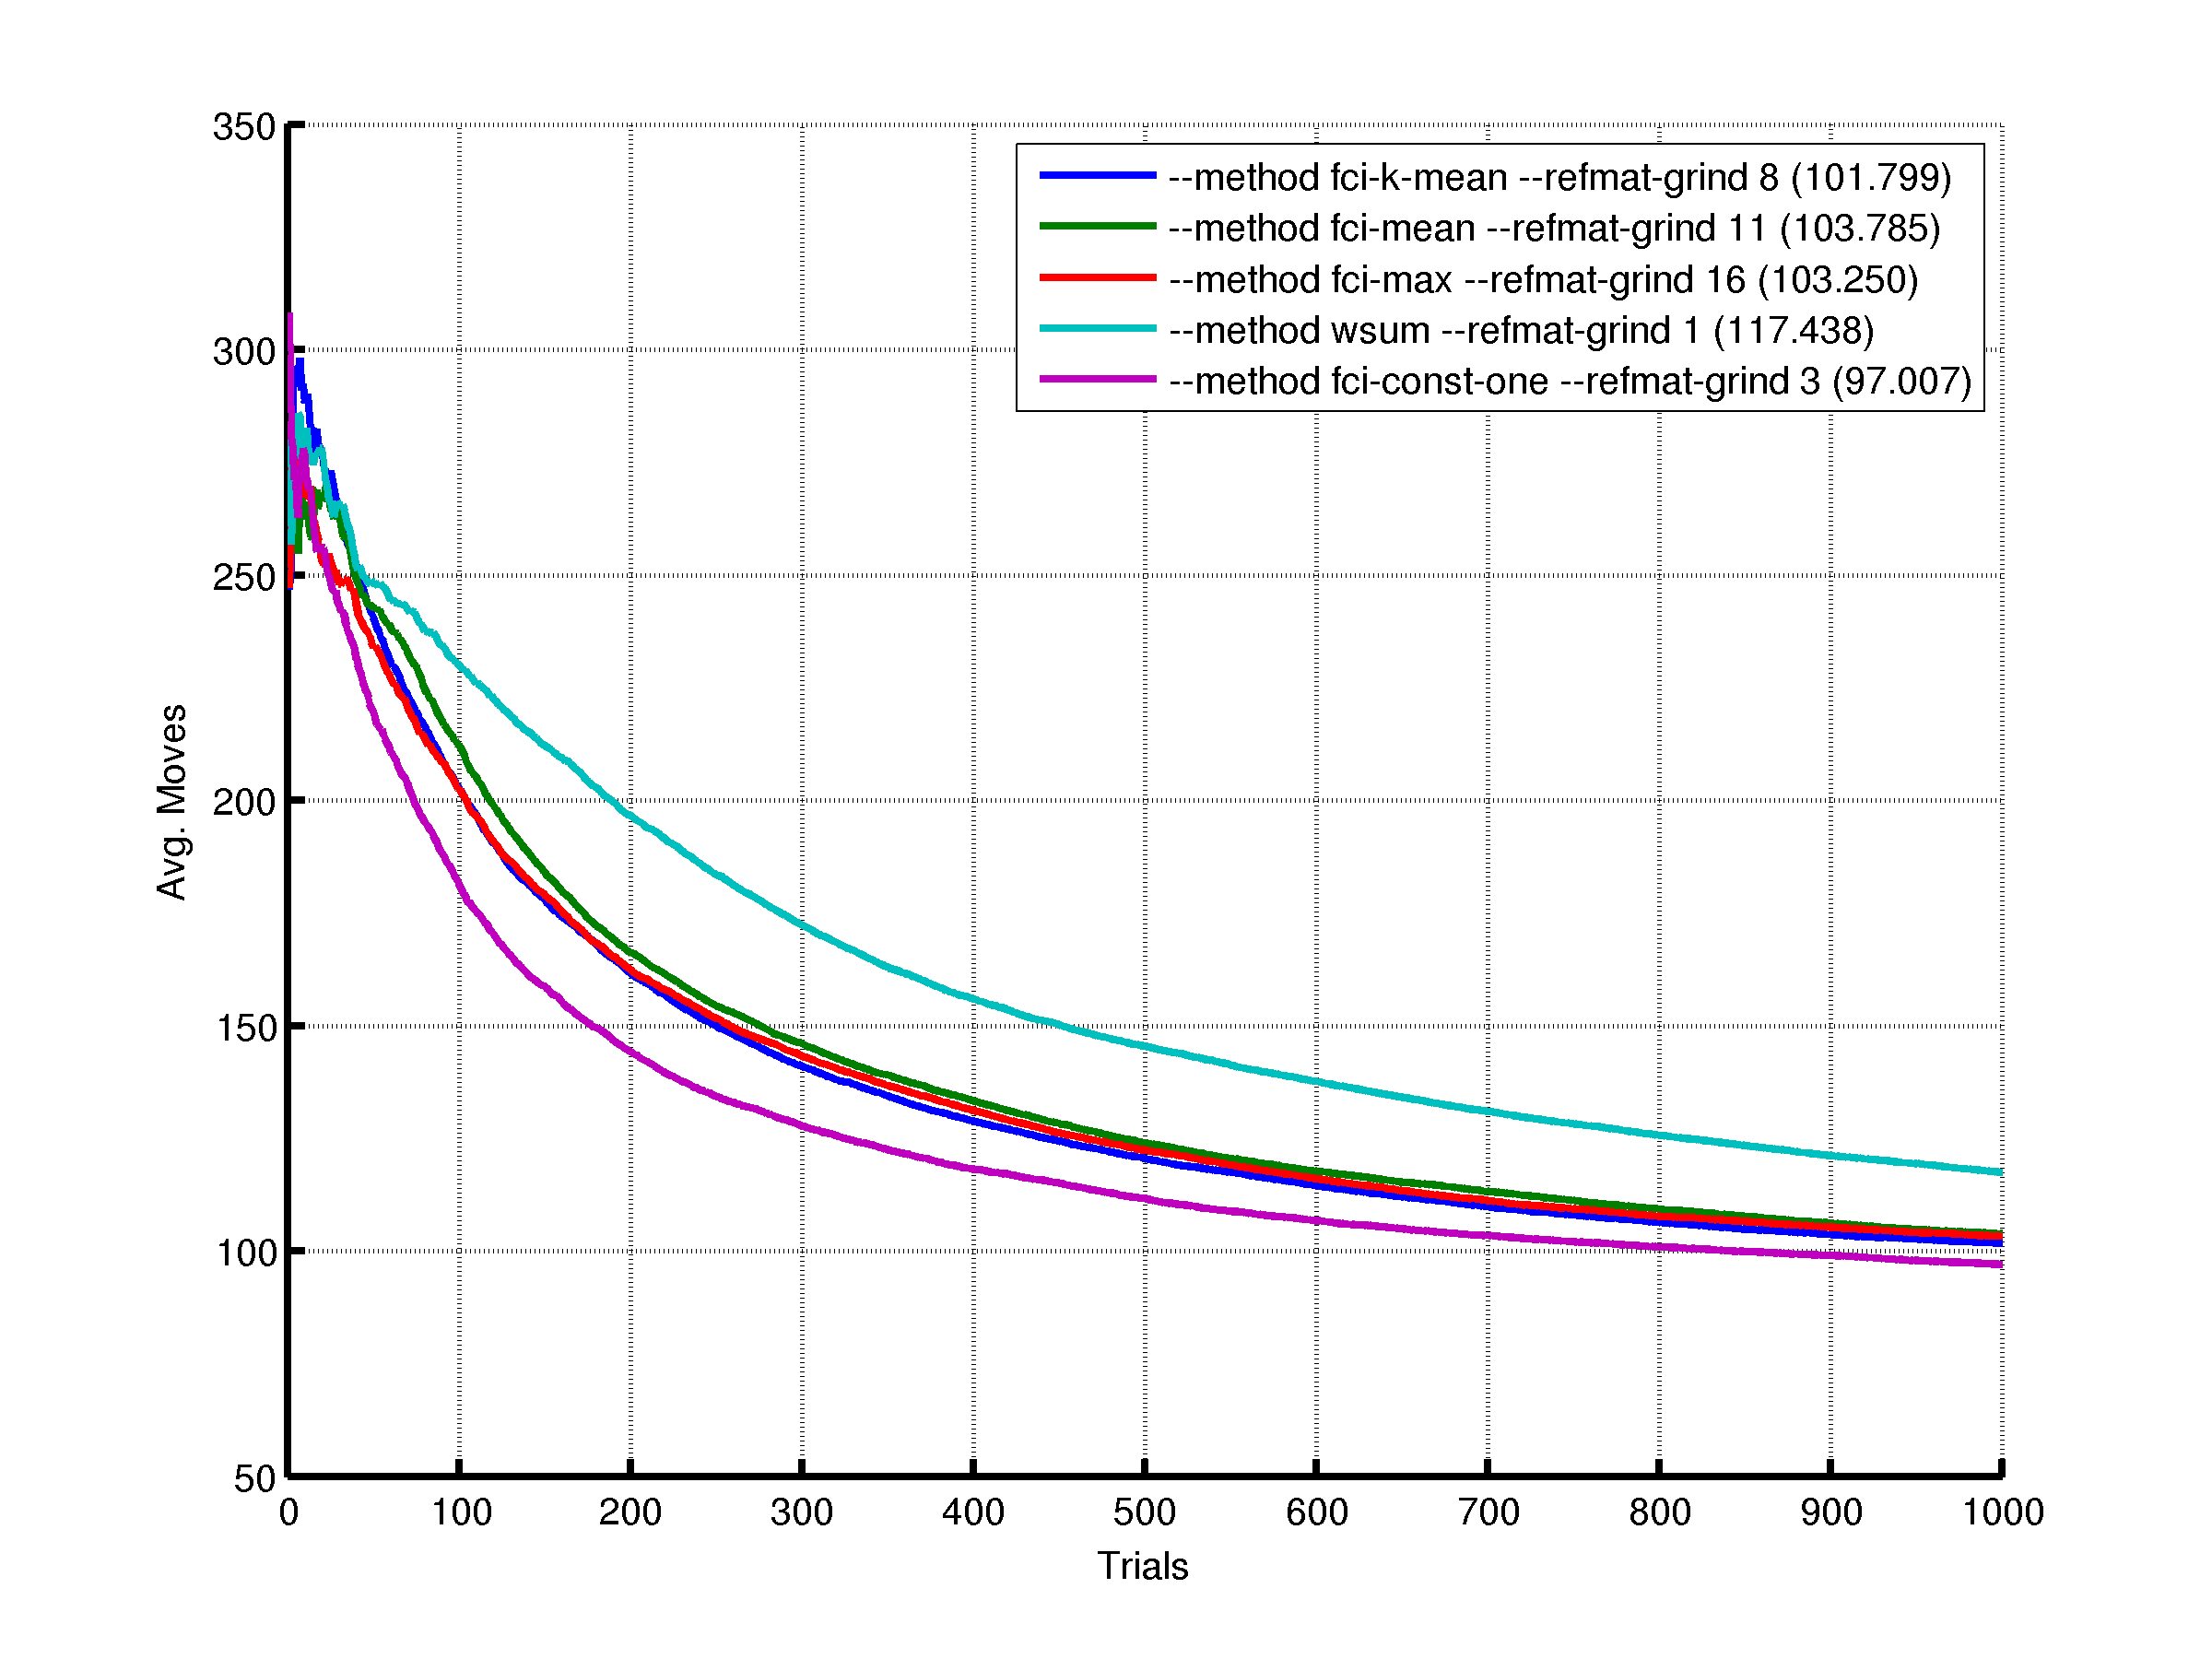 350
300
250
200
150
100
50
0
100
200
300
400
500
600
700
800
900
1000
Avg. Moves
Trials
--method fci-k-mean --refmat-grind 8 (101.799)
--method fci-mean --refmat-grind 11 (103.785)
--method fci-max --refmat-grind 16 (103.250)
--method wsum --refmat-grind 1 (117.438)
--method fci-const-one --refmat-grind 3 (97.007)